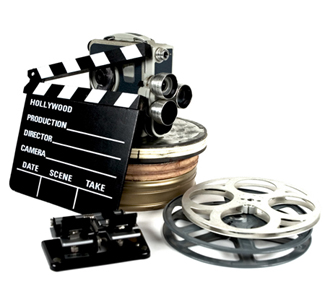 HOLLYWOOD
PRODUCTION
DIRECTOR
CAMERA
DATE SCENE TAKE